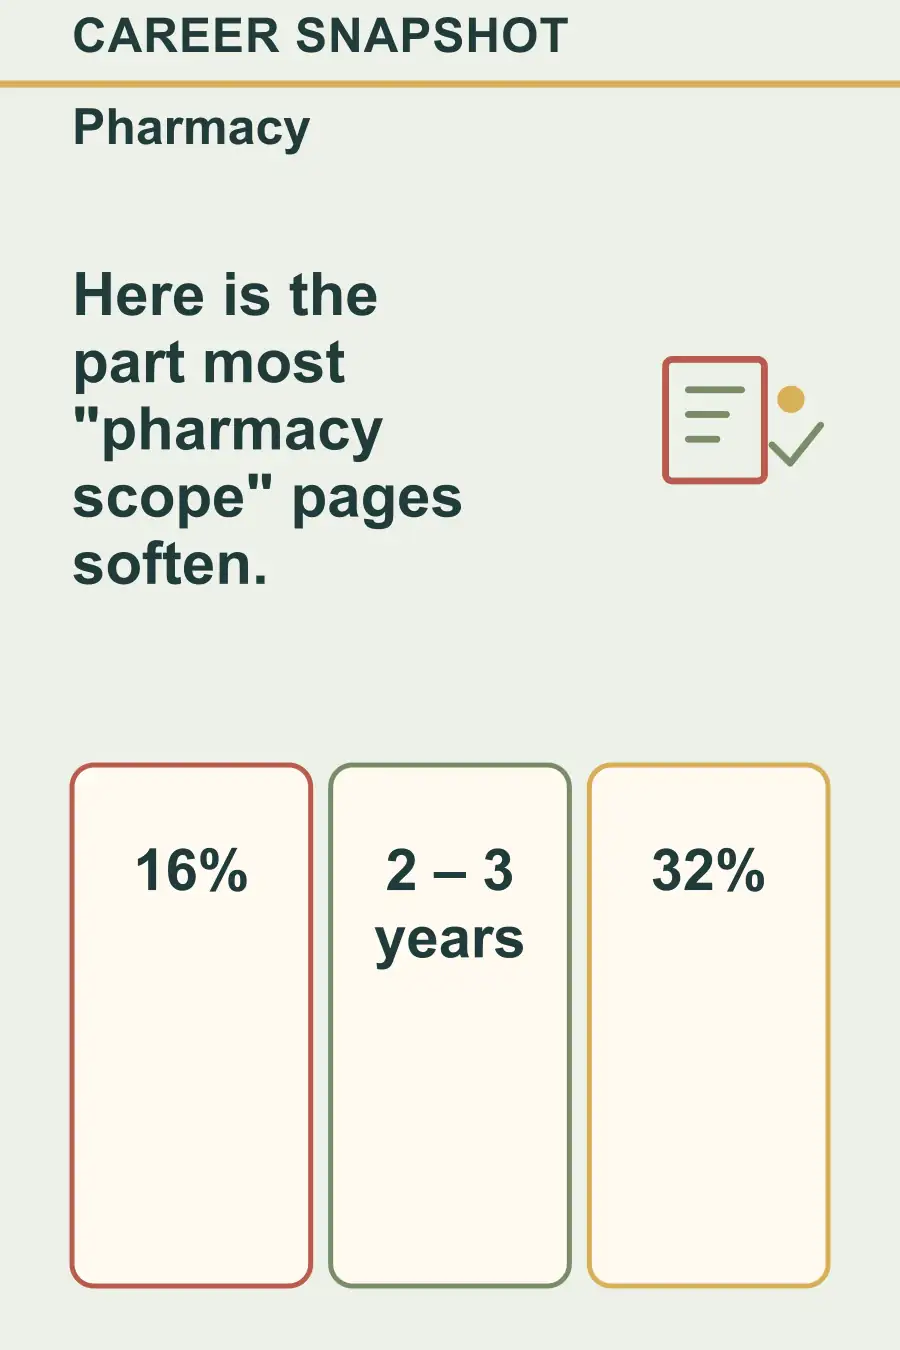 CAREER SNAPSHOT
Pharmacy
Here is the
part most
"pharmacy
scope" pages
soften.
16%
2 – 3
years
32%